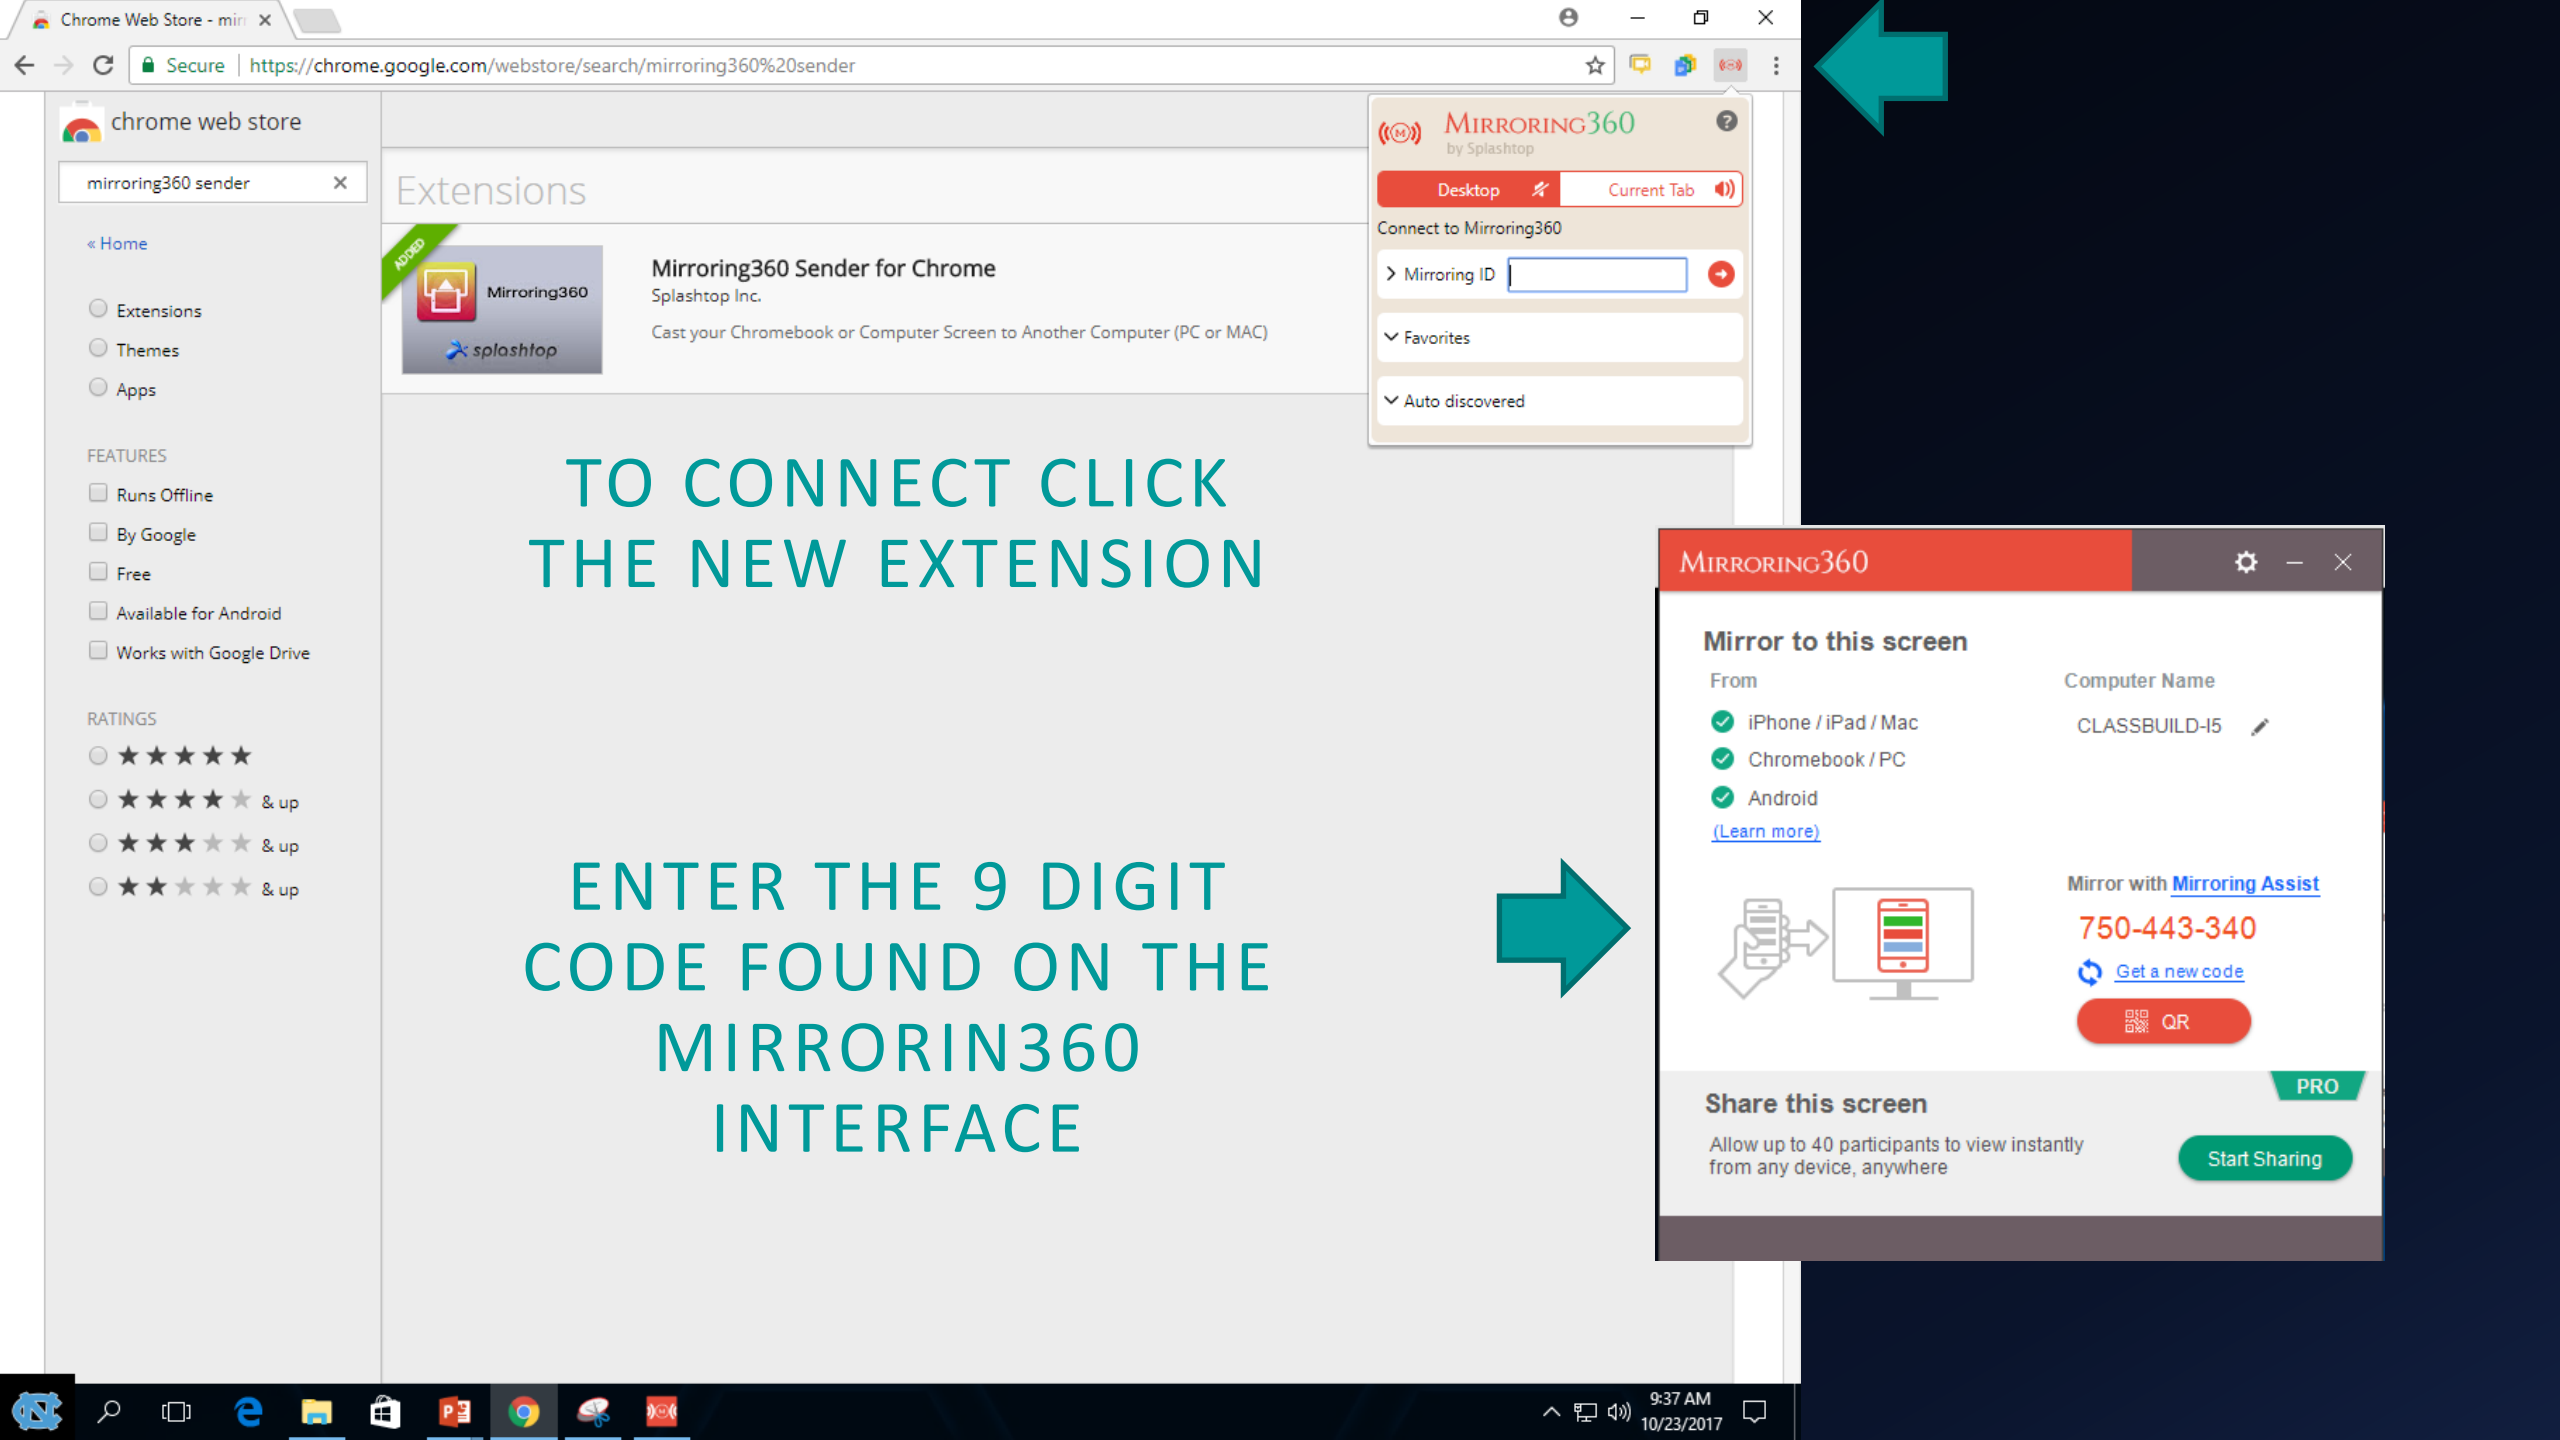 Chrome Web Store - mir
Secure | https://chrome.google.com/webstore/search/mirroring360%20sender
chrome web store
mirroring360 sender
« Home
Extensions
Themes
Apps
FEATURES
Runs Offline
By Google
Free
Available for Android
Works with Google Drive
RATINGS
& up
& up
& up
Extensions
ADDED
Mirroring360
splashtop
Mirroring360 Sender for Chrome
Splashtop Inc.
Cast your Chromebook or Computer Screen to Another Computer (PC or MAC)
MIRRORING360
by Splashtop
Desktop
Current Tab
Connect to Mirroring360
Mirroring ID
Favorites
Auto discovered
TO CONNECT CLICK
THE NEW EXTENSION
ENTER THE 9 DIGIT
CODE FOUND ON THE
MIRRORIN360
INTERFACE
MIRRORING360
Mirror to this screen
From
Computer Name
iPhone / iPad / Mac
CLASSBUILD-I5
Chromebook / PC
Android
(Learn more)
Mirror with Mirroring Assist
750-443-340
Get a new code
QR
PRO
Share this screen
Allow up to 40 participants to view instantly
from any device, anywhere
Start Sharing
9:37 AM
10/23/2017